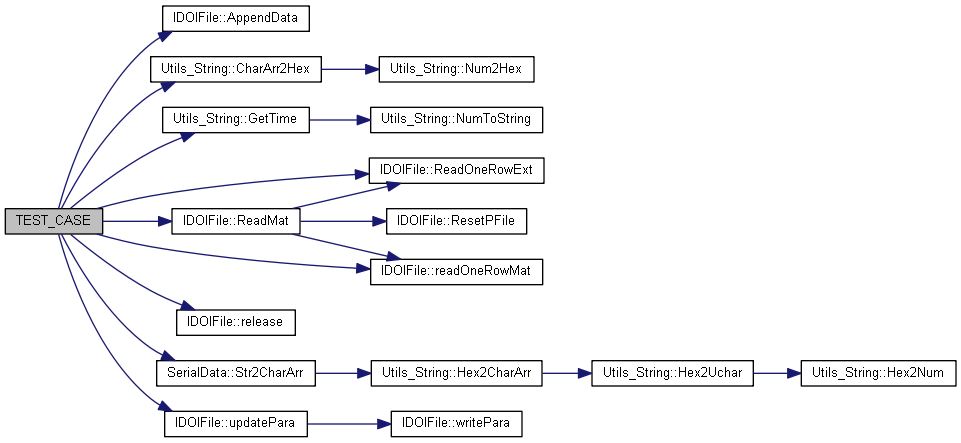 IDOIFile::AppendData
Utils_String::CharArr2Hex
Utils_String::Num2Hex
Utils_String::GetTime
Utils_String::NumToString
IDOIFile::ReadOneRowExt
TEST_CASE
IDOIFile::ReadMat
IDOIFile::ResetPFile
IDOIFile::readOneRowMat
IDOIFile::release
SerialData::Str2CharArr
Utils_String::Hex2CharArr
Utils_String::Hex2Uchar
Utils_String::Hex2Num
IDOIFile::updatePara
IDOIFile::writePara